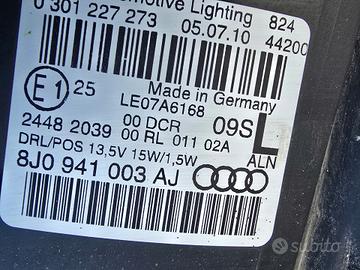 omotive Lighting 824
0 301 227 273 05.07.10 44200
Made in Germany
E1 25 LE07A6168 09S L
2448 2039 00 DCR
00 RL 011 02A
DRL/POS 13,5V 15W/1,5W ALN
8J0 941 003 AJ
subito